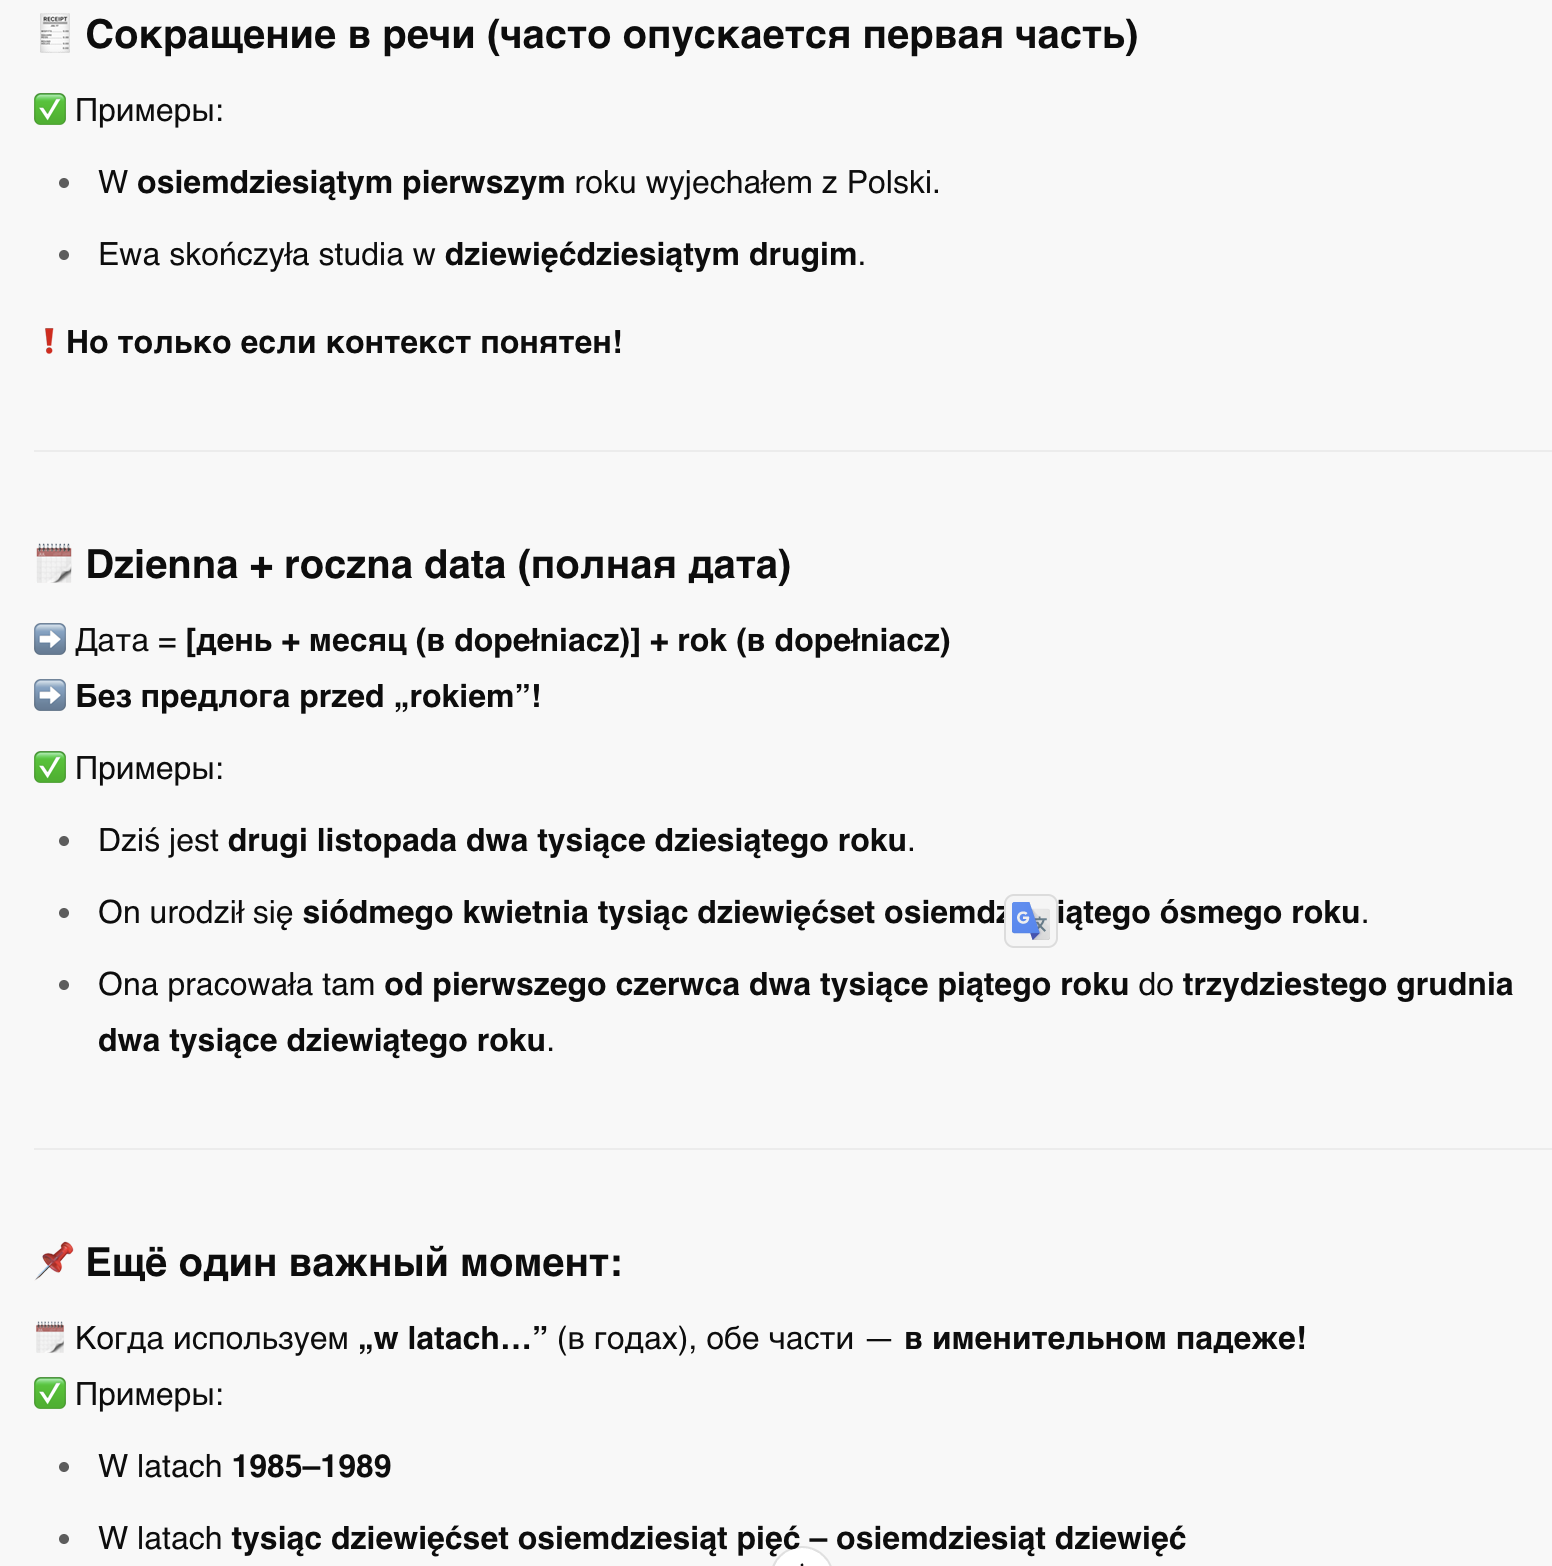 Сокращение в речи (часто опускается первая часть)
✅ Примеры:
• W osiemdziesiątym pierwszym roku wyjechałem z Polski.
• Ewa skończyła studia w dziewięćdziesiątym drugim.
❗Но только если контекст понятен!
Dzienna + roczna data (полная дата)
➡️ Дата = [день + месяц (в dopełniacz)] + rok (в dopełniacz)
➡️ Без предлога przed „rokiem”!
✅ Примеры:
• Dziś jest drugi listopada dwa tysiące dziesiątego roku.
• On urodził się siódmego kwietnia tysiąc dziewięćset ósmego roku.
• Ona pracowała tam od pierwszego czerwca dwa tysiące piątego roku do trzydziestego grudnia
dwa tysiące dziewiątego roku.
📌 Ещё один важный момент:
Когда используем „w latach…” (в годах), обе части — в именительном падеже!
✅ Примеры:
• W latach 1985–1989
• W latach tysiąc dziewięćset osiemdziesiąt pięć – osiemdziesiąt dziewięć